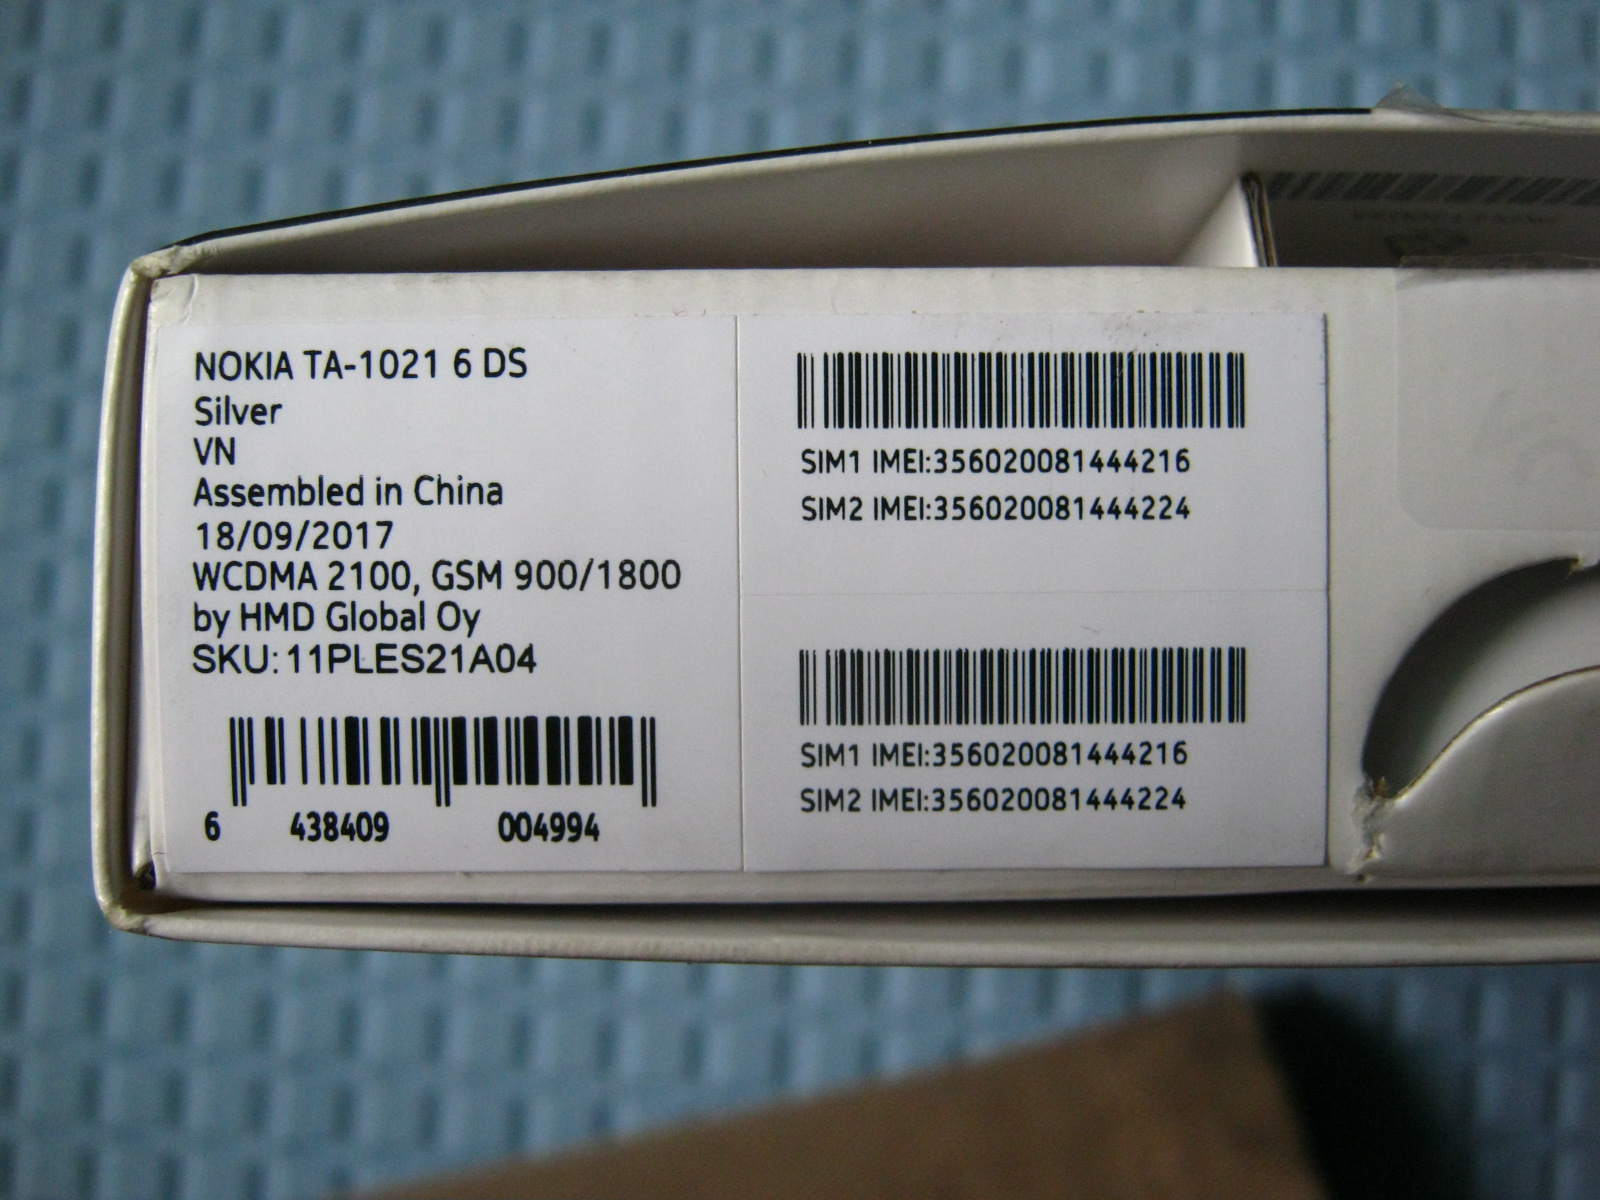 NOKIA TA-1021 6 DS
Silver
VN
Assembled in China
18/09/2017
WCDMA 2100, GSM 900/1800
by HMD Global Oy
SKU: 11PLES21A04
6 438409 004994
SIM1 IMEI:356020081444216
SIM2 IMEI:356020081444224
SIM1 IMEI:356020081444216
SIM2 IMEI:356020081444224